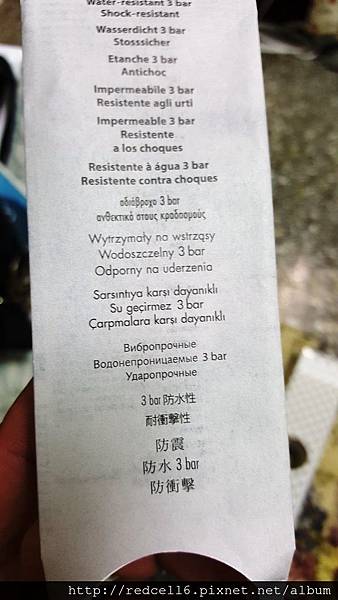 Water-resistant 3 bar
Shock-resistant
Wasserdicht 3 bar
Stosssicher
Etanche 3 bar
Antichoc
Impermeabile 3 bar
Resistente agli urti
Impermeable 3 bar
Resistente
a los choques
Resistente à água 3 bar
Resistente contra choques
αδιάβροχο 3 bar
ανθεκτικό στους κραδασμούς
Wytrzymały na wstrząsy
Wodoszczelny 3 bar
Odporny na uderzenia
Sarsıntıya karşı dayanıklı
Su geçirmez 3 bar
Çarpmalara karşı dayanıklı
Вибропрочные
Водонепроницаемые 3 bar
Ударопрочные
3 bar 防水性
耐衝擊性
防震
防水 3 bar
防衝擊
http://redcell6.pixnet.net/album